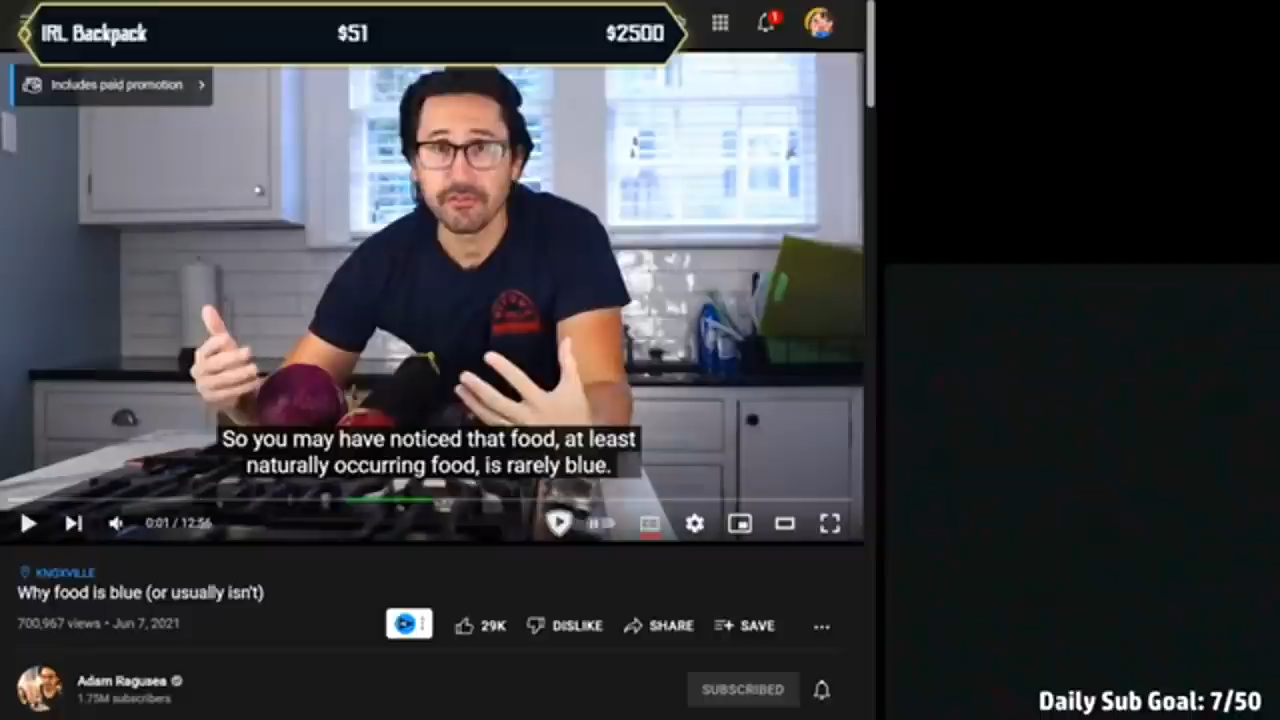 IRL Backpack $51 $2500
1
Includes paid promotion
So you may have noticed that food, at least
naturally occurring food, is rarely blue.
0:01 / 12:56
KNOXVILLE
Why food is blue (or usually isn't)
700,967 views • Jun 7, 2021
29K DISLIKE SHARE SAVE
Adam Ragusea
1.75M subscribers
SUBSCRIBED
Daily Sub Goal: 7/50